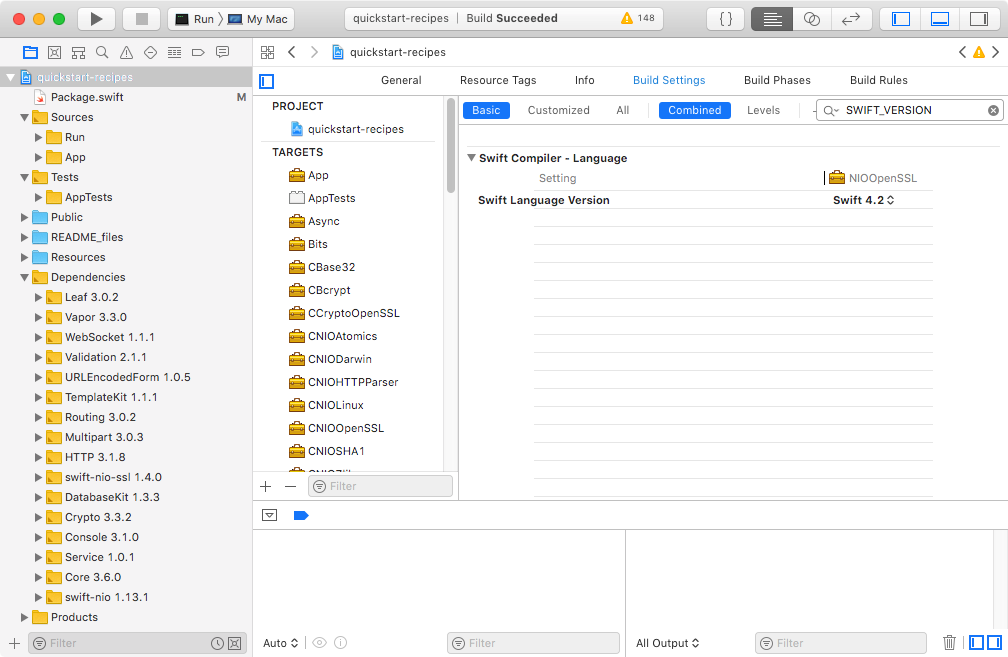 Run My Mac quickstart-recipes Build Succeeded 148 {}
quickstart-recipes
quickstart-recipes
Package.swift M
Sources
Run
App
Tests
AppTests
Public
README_files
Resources
Dependencies
Leaf 3.0.2
Vapor 3.3.0
WebSocket 1.1.1
Validation 2.1.1
URLEncodedForm 1.0.5
TemplateKit 1.1.1
Routing 3.0.2
Multipart 3.0.3
HTTP 3.1.8
swift-nio-ssl 1.4.0
DatabaseKit 1.3.3
Crypto 3.3.2
Console 3.1.0
Service 1.0.1
Core 3.6.0
swift-nio 1.13.1
Products
Filter
General Resource Tags Info Build Settings Build Phases Build Rules
PROJECT
quickstart-recipes
TARGETS
App
AppTests
Async
Bits
CBase32
CBcrypt
CCryptoOpenSSL
CNIOAtomics
CNIODarwin
CNIOHTTPParser
CNIOLinux
CNIOOpenSSL
CNIOSHA1
Filter
Basic Customized All Combined Levels SWIFT_VERSION
Swift Compiler - Language
Setting NIOOpenSSL
Swift Language Version Swift 4.2
Auto Filter All Output Filter